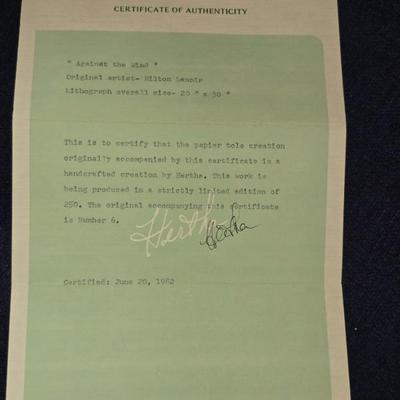 CERTIFICATE OF AUTHENTICITY
" Against the Wind "
Original artist- Hilton Lenoir
Lithograph overall size- 20 " x 30 "
This is to certify that the papier tole creation
originally accompanied by this certificate is a
handcrafted creation by Hertha. This work is
being produced in a strictly limited edition of
250. The original accompanying this certificate
is Number 6.
Hertha
Hertha
Certified: June 20, 1982